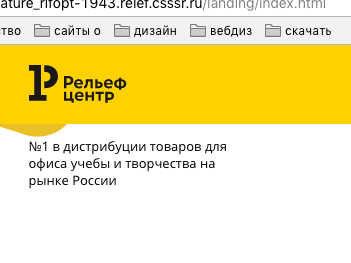 ature_rifopt-1943.relef.csssr.ru/landing/index.html
тво сайты о дизайн вебдиз скачать
Рельеф
центр
№1 в дистрибуции товаров для
офиса учебы и творчества на
рынке России